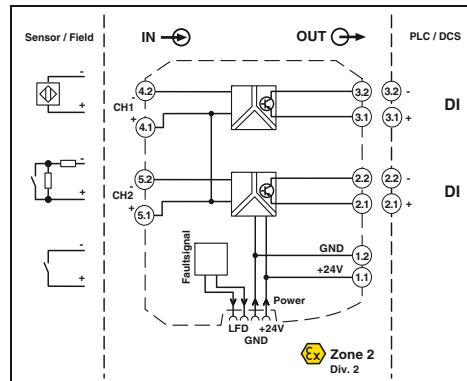 Sensor / Field
IN
OUT
PLC / DCS
-
+
4.2
-
CH1
+
4.1
3.2
3.1
3.2 -
3.1 +
DI
-
+
5.2
-
CH2
+
5.1
2.2
2.1
2.2 -
2.1 +
DI
-
+
Faultsignal
GND
1.2
+24V
1.1
Power
LFD +24V
GND
Ex Zone 2
Div. 2